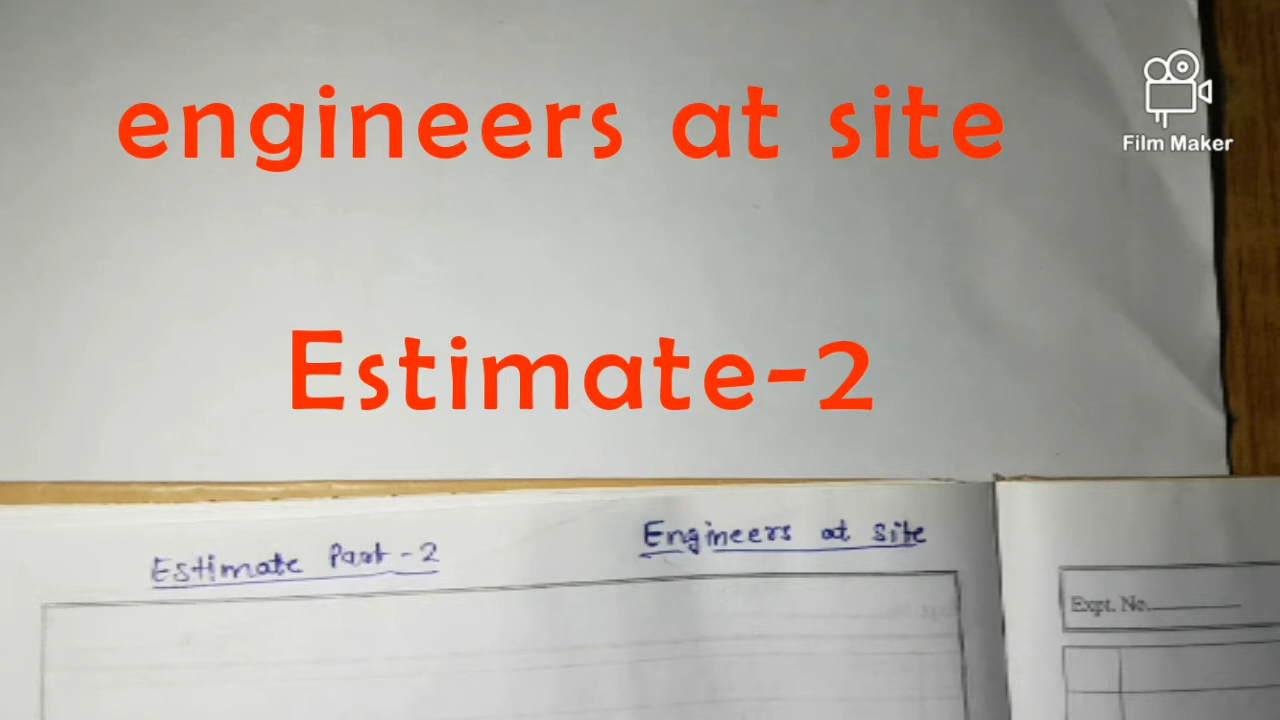 engineers at site
Film Maker
Estimate-2
Estimate Part-2
Engineers at site
Expt. No.